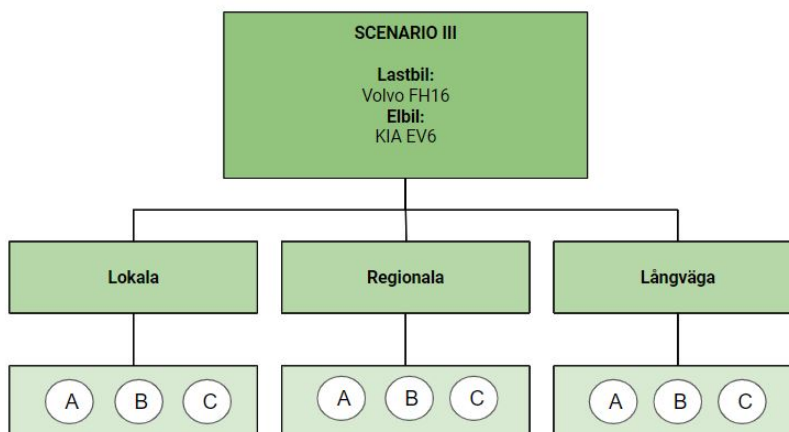 SCENARIO III
Lastbil:
Volvo FH16
Elbil:
KIA EV6
Lokala
Regionala
Långväga
A B C
A B C
A B C